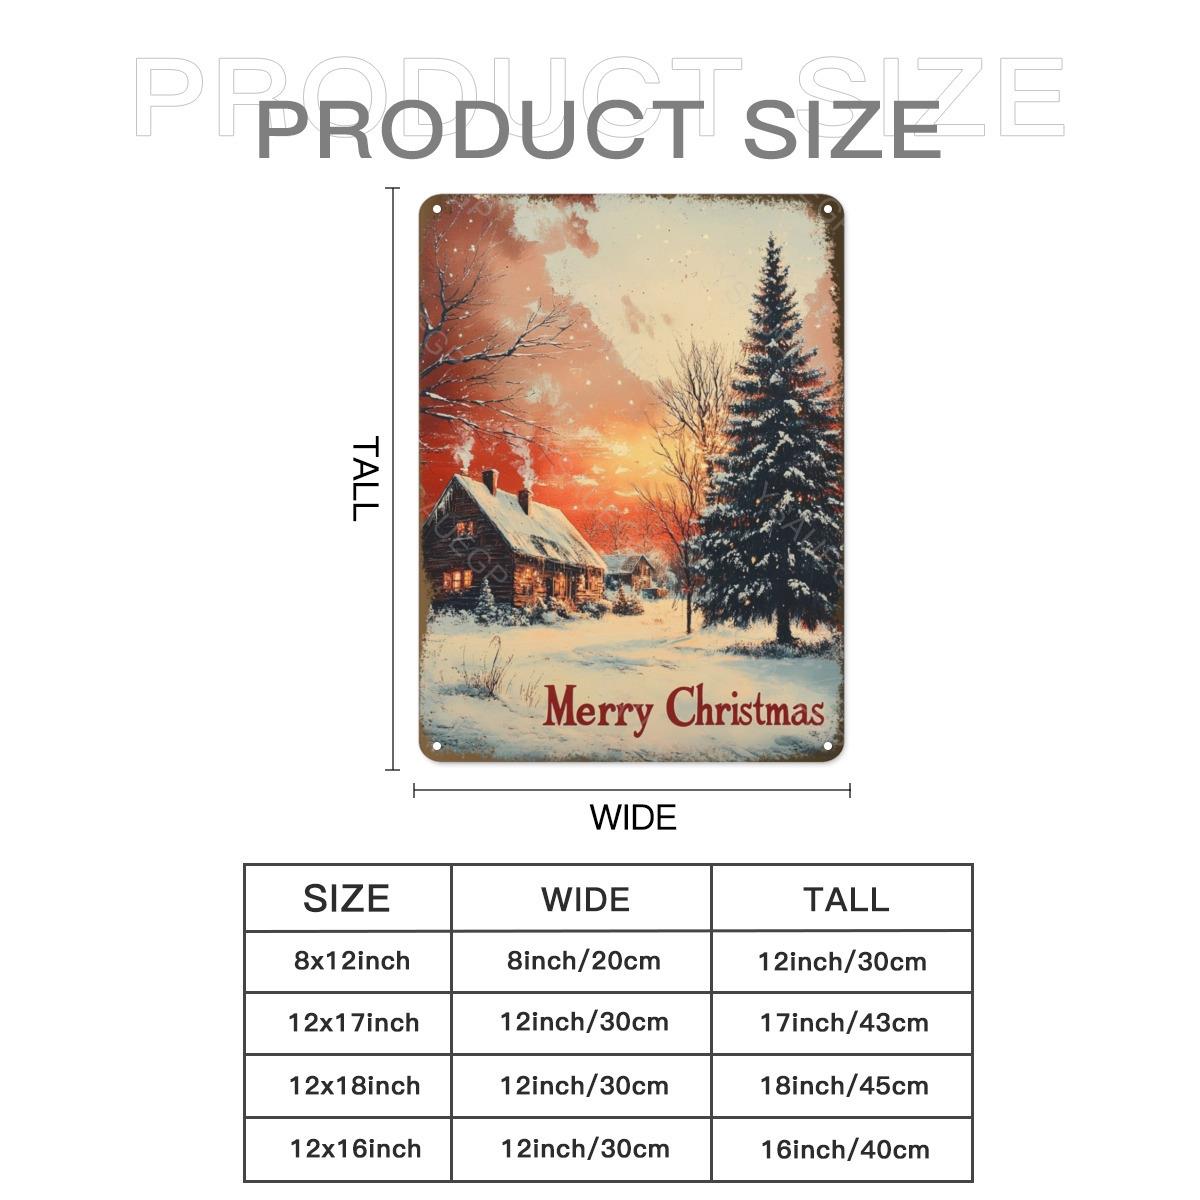 PRODUCT SIZE
PRODUCT SIZE
TALL
Merry Christmas
WIDE
SIZE WIDE TALL
8x12inch 8inch/20cm 12inch/30cm
12x17inch 12inch/30cm 17inch/43cm
12x18inch 12inch/30cm 18inch/45cm
12x16inch 12inch/30cm 16inch/40cm